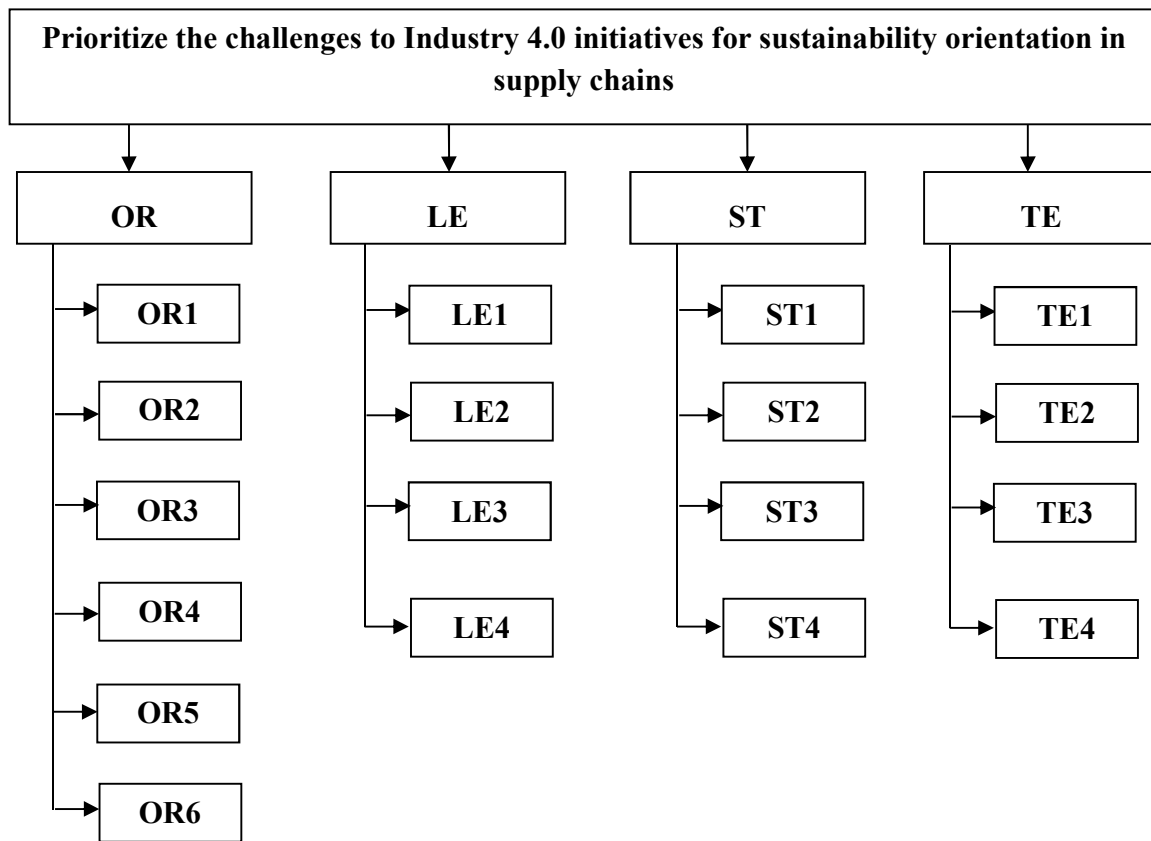 Prioritize the challenges to Industry 4.0 initiatives for sustainability orientation in
supply chains
OR
LE
ST
TE
OR1
LE1
ST1
TE1
OR2
LE2
ST2
TE2
OR3
LE3
ST3
TE3
OR4
LE4
ST4
TE4
OR5
OR6